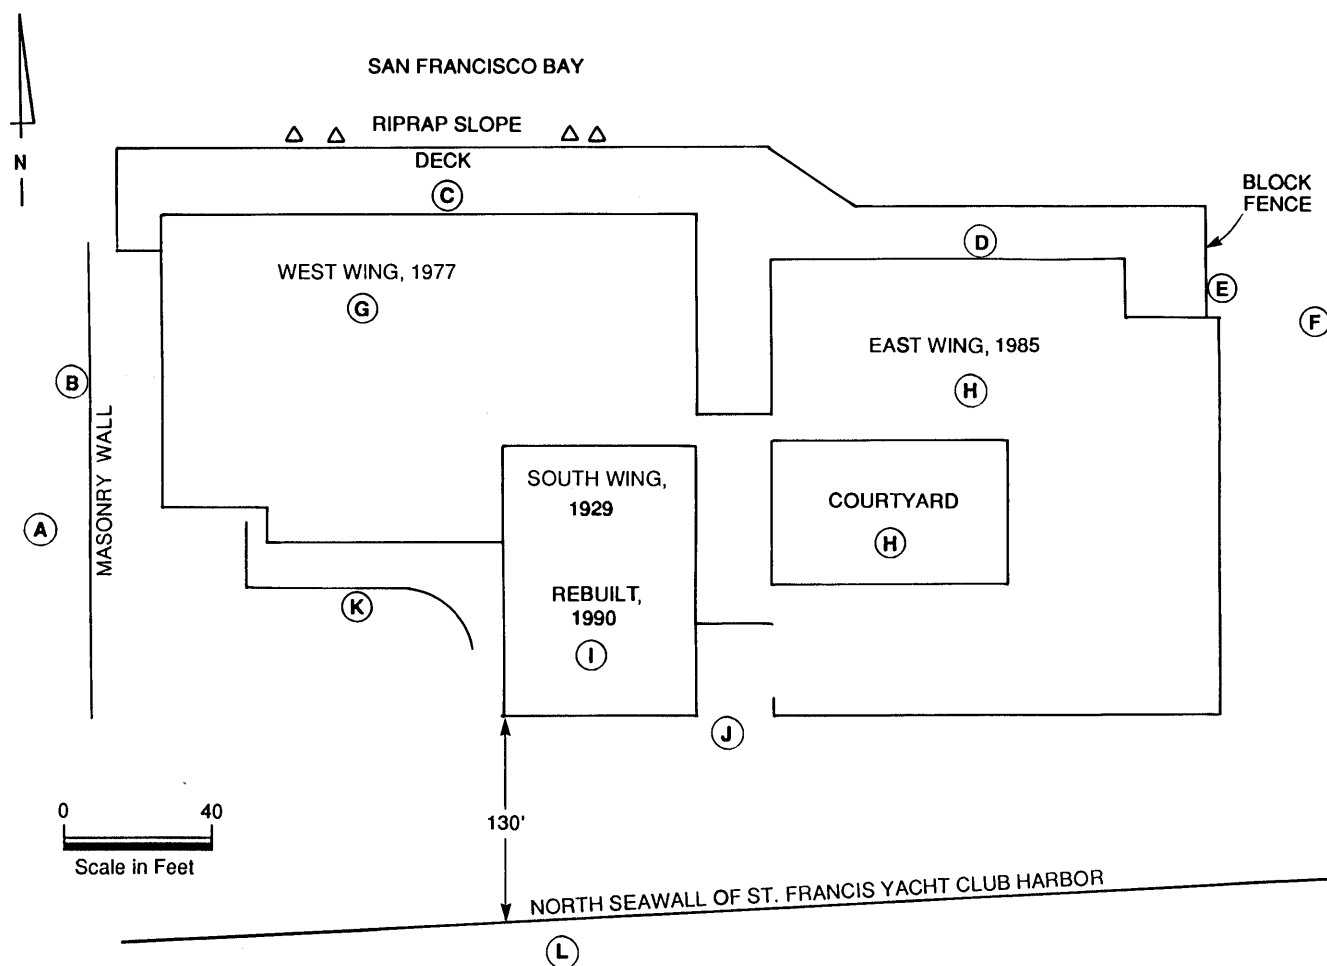 SAN FRANCISCO BAY
RIPRAP SLOPE
DECK
C
N
BLOCK
FENCE
D
E
F
WEST WING, 1977
G
EAST WING, 1985
H
B
MASONRY WALL
A
SOUTH WING,
1929
COURTYARD
H
REBUILT,
1990
I
K
J
0 40
Scale in Feet
130'
NORTH SEAWALL OF ST. FRANCIS YACHT CLUB HARBOR
L